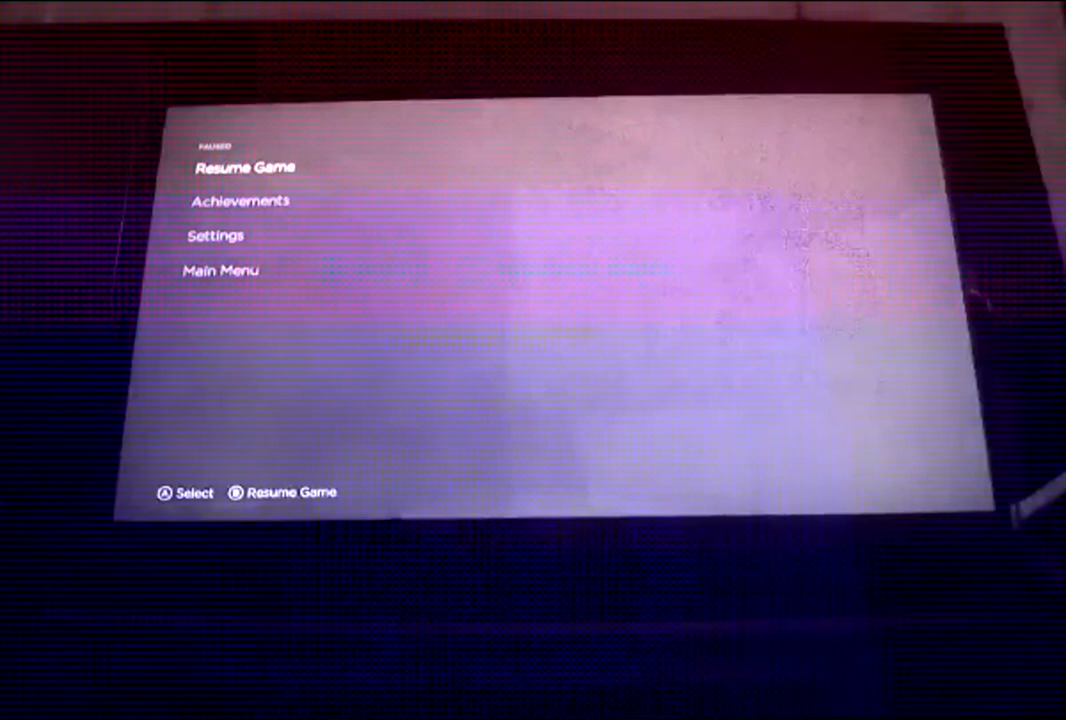 PAUSED
Resume Game
Achievements
Settings
Main Menu
A Select B Resume Game